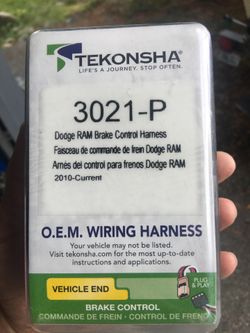 TEKONSHA®
LIFE'S A JOURNEY. STOP OFTEN.
3021-P
Dodge RAM Brake Control Harness
Faisceau de commande de frein Dodge RAM
Arnés del control para frenos Dodge RAM
2010-Current
O.E.M. WIRING HARNESS
Your vehicle may not be listed.
Visit tekonsha.com for the most up-to-date
instructions and applications.
VEHICLE END
PLUG
& PLAY
BRAKE CONTROL
COMMANDE DE FREIN - CONTROL DE FRENO